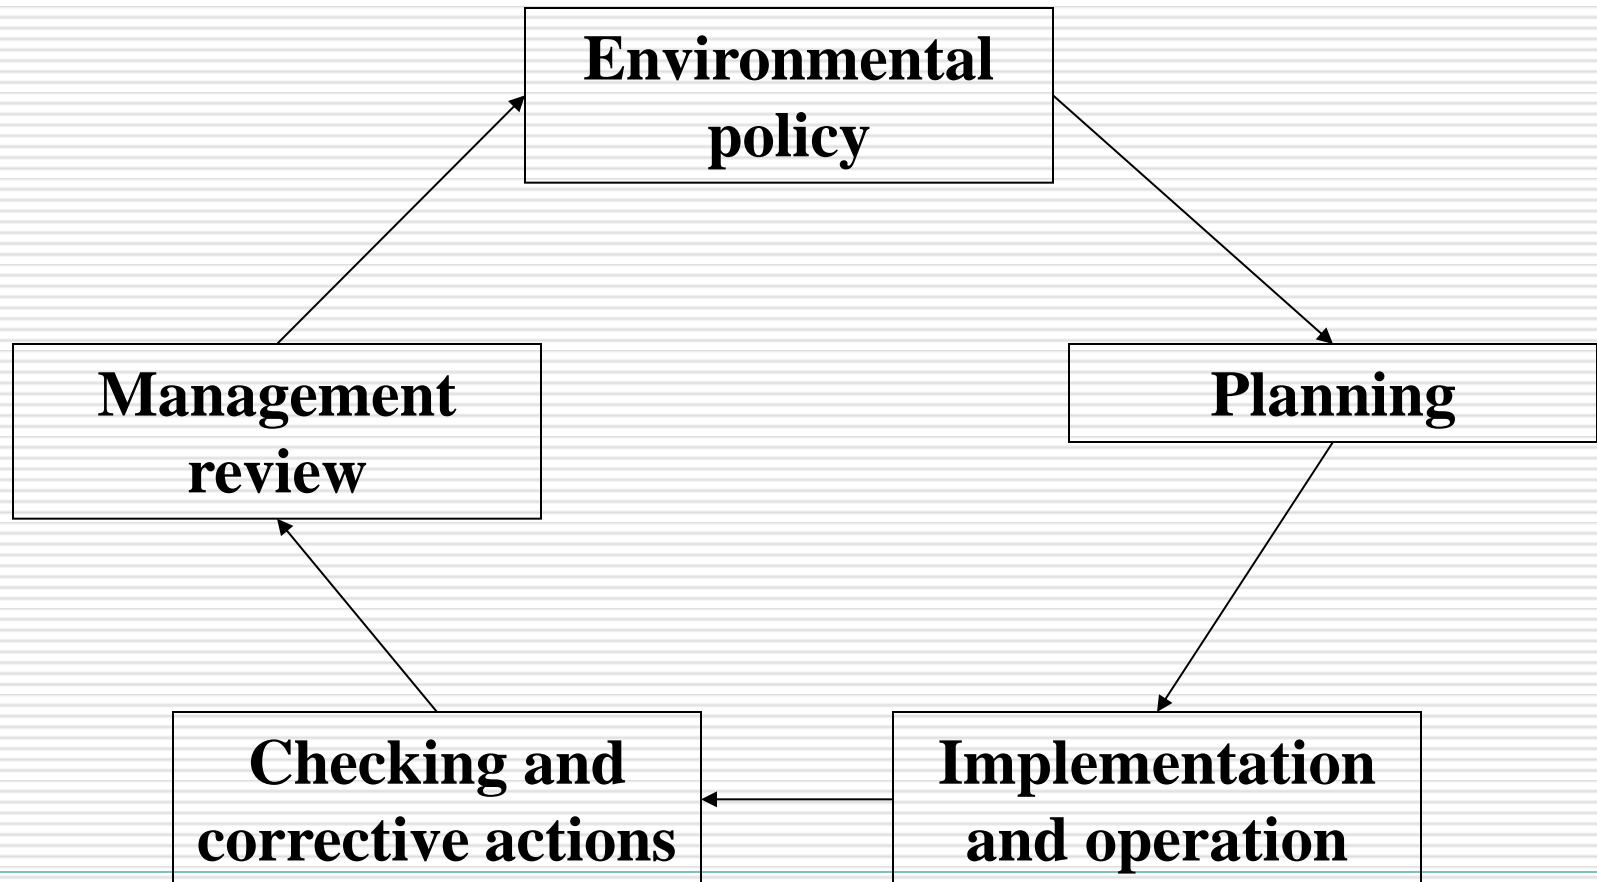 Environmental
policy
Management
review
Planning
Checking and
corrective actions
Implementation
and operation